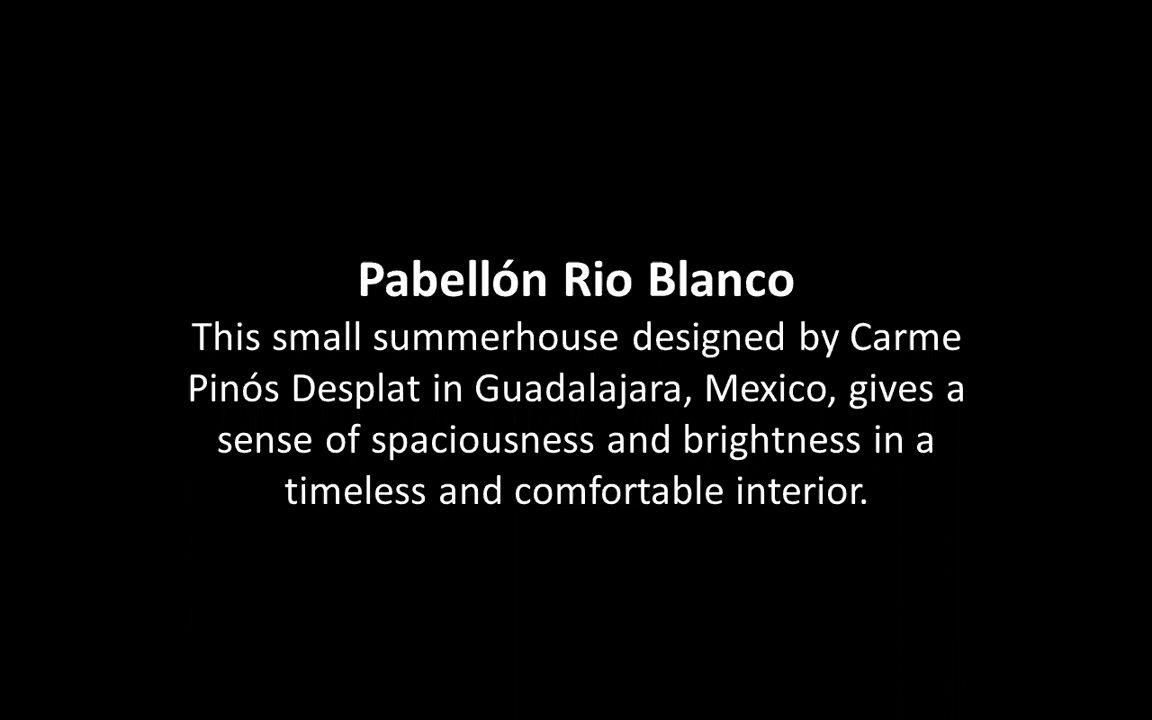 Pabellón Rio Blanco
This small summerhouse designed by Carme
Pinós Desplat in Guadalajara, Mexico, gives a
sense of spaciousness and brightness in a
timeless and comfortable interior.